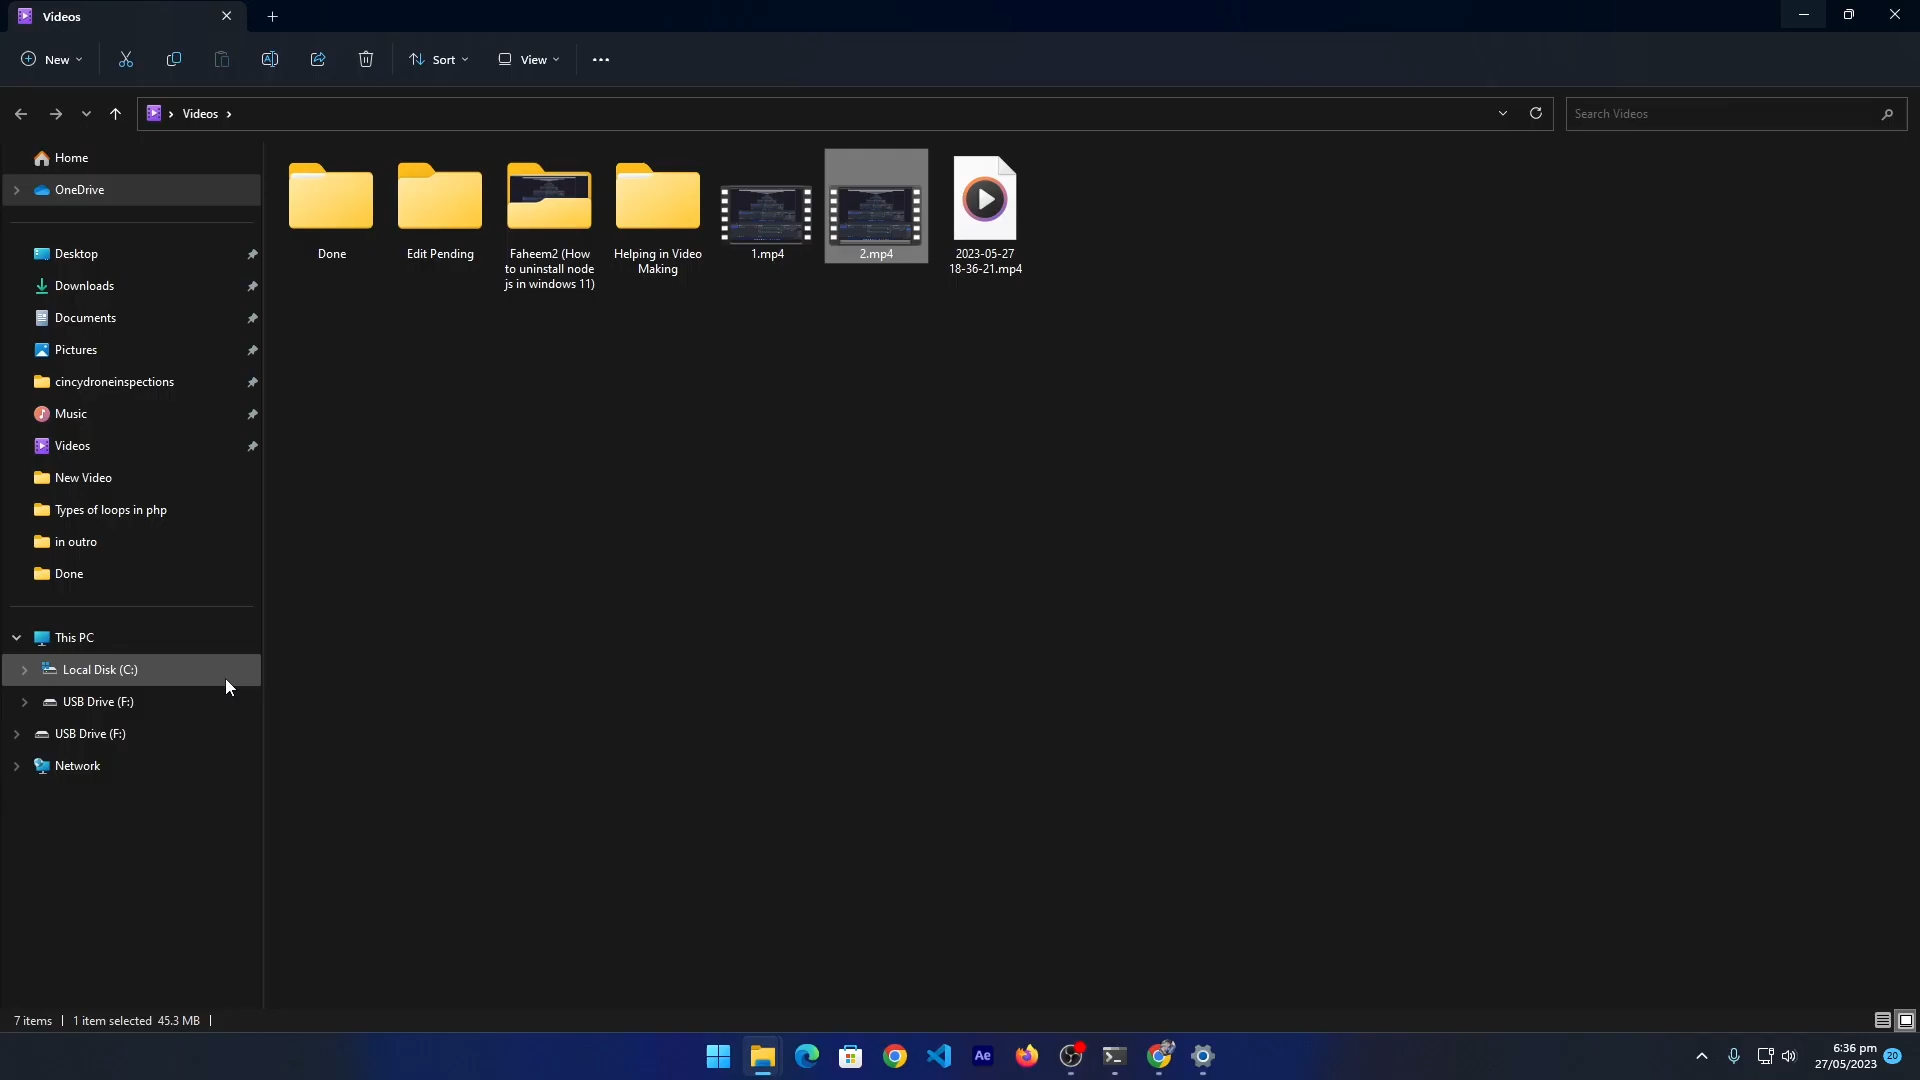 Videos
New
Sort
View
Videos
Search Videos
Home
OneDrive
Desktop
Downloads
Documents
Pictures
cincydroneinspections
Music
Videos
New Video
Types of loops in php
in outro
Done
This PC
Local Disk (C:)
USB Drive (F:)
USB Drive (F:)
Network
Done
Edit Pending
Faheem2 (How
to uninstall node
js in windows 11)
Helping in Video
Making
1.mp4
2.mp4
2023-05-27
18-36-21.mp4
7 items
1 item selected 45.3 MB
Ae
6:36 pm
27/05/2023
20